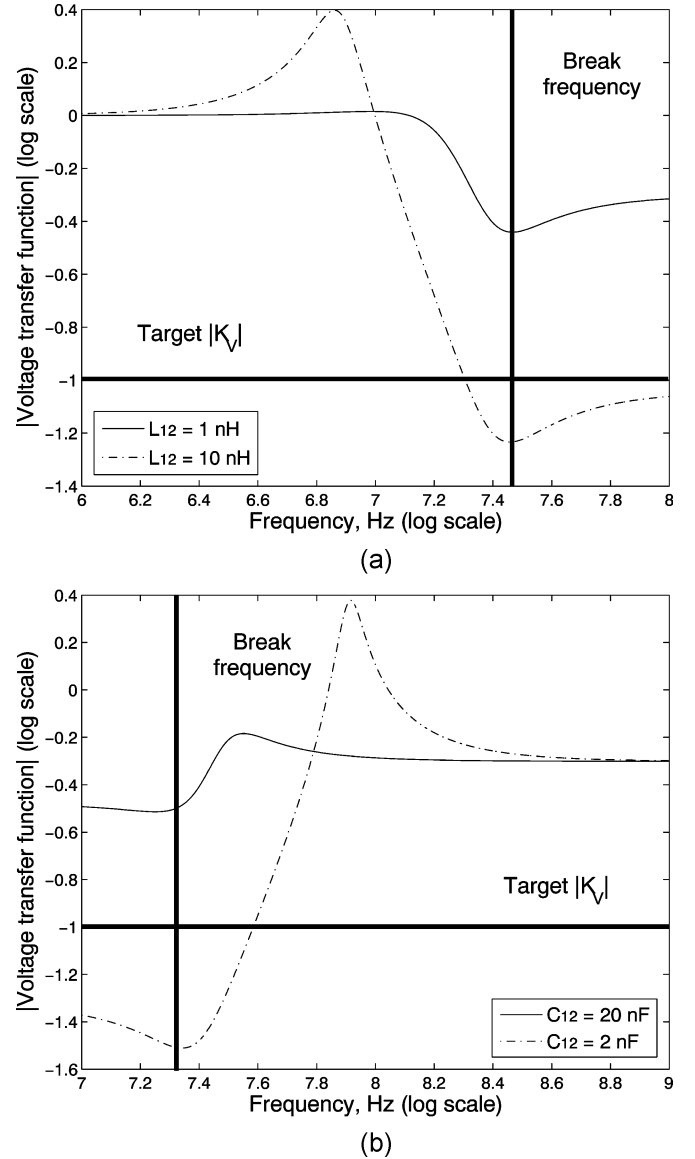 |Voltage transfer function| (log scale)
0.4
0.2
0
−0.2
−0.4
−0.6
−0.8
−1
−1.2
−1.4
Break
frequency
Target |KV|
L12 = 1 nH
L12 = 10 nH
6 6.2 6.4 6.6 6.8 7 7.2 7.4 7.6 7.8 8
Frequency, Hz (log scale)
(a)
|Voltage transfer function| (log scale)
0.4
0.2
0
−0.2
−0.4
−0.6
−0.8
−1
−1.2
−1.4
−1.6
Break
frequency
Target |KV|
C12 = 20 nF
C12 = 2 nF
7 7.2 7.4 7.6 7.8 8 8.2 8.4 8.6 8.8 9
Frequency, Hz (log scale)
(b)